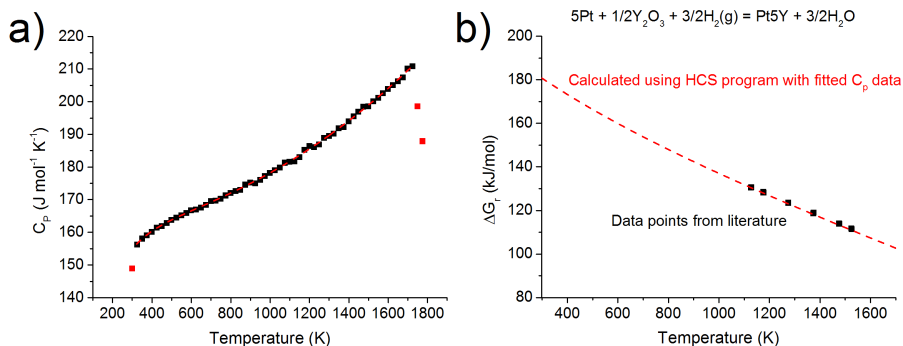 a)
220
210
200
190
180
170
160
150
140
200 400 600 800 1000 1200 1400 1600 1800
C_P (J mol⁻¹ K⁻¹)
Temperature (K)
b)
5Pt + 1/2Y₂O₃ + 3/2H₂(g) = Pt5Y + 3/2H₂O
200
180
160
140
120
100
80
400 600 800 1000 1200 1400 1600
ΔG_r (kJ/mol)
Temperature (K)
Calculated using HCS program with fitted C_p data
Data points from literature